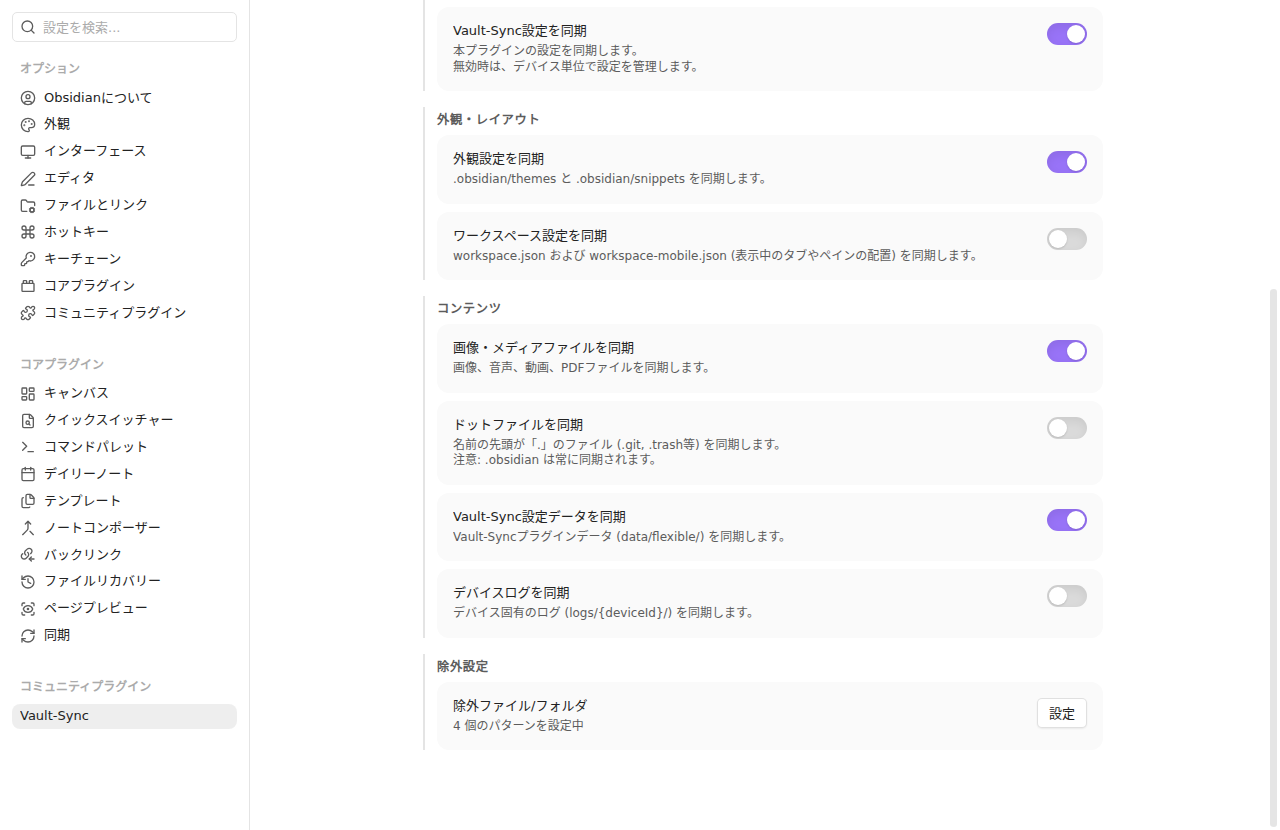 設定を検索...
オプション
Obsidianについて
外観
インターフェース
エディタ
ファイルとリンク
ホットキー
キーチェーン
コアプラグイン
コミュニティプラグイン
コアプラグイン
キャンバス
クイックスイッチャー
コマンドパレット
デイリーノート
テンプレート
ノートコンポーザー
バックリンク
ファイルリカバリー
ページプレビュー
同期
コミュニティプラグイン
Vault-Sync
Vault-Sync設定を同期
本プラグインの設定を同期します。
無効時は、デバイス単位で設定を管理します。
外観・レイアウト
外観設定を同期
.obsidian/themes と .obsidian/snippets を同期します。
ワークスペース設定を同期
workspace.json および workspace-mobile.json (表示中のタブやペインの配置) を同期します。
コンテンツ
画像・メディアファイルを同期
画像、音声、動画、PDFファイルを同期します。
ドットファイルを同期
名前の先頭が「.」のファイル (.git, .trash等) を同期します。
注意: .obsidian は常に同期されます。
Vault-Sync設定データを同期
Vault-Syncプラグインデータ (data/flexible/) を同期します。
デバイスログを同期
デバイス固有のログ (logs/{deviceId}/) を同期します。
除外設定
除外ファイル/フォルダ
4 個のパターンを設定中
設定